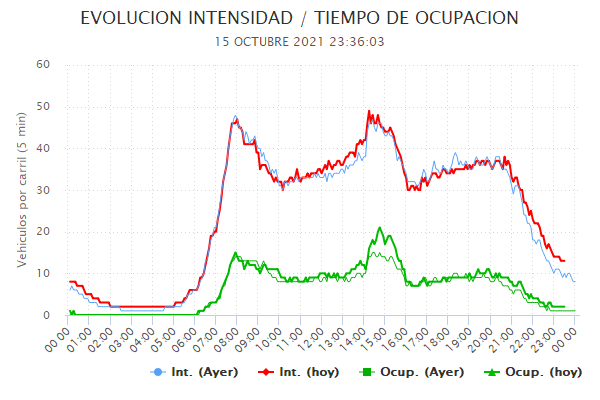 EVOLUCION INTENSIDAD / TIEMPO DE OCUPACION
15 OCTUBRE 2021 23:36:03
Vehiculos por carril (5 min)
60
50
40
30
20
10
0
00:00 01:00 02:00 03:00 04:00 05:00 06:00 07:00 08:00 09:00 10:00 11:00 12:00 13:00 14:00 15:00 16:00 17:00 18:00 19:00 20:00 21:00 22:00 23:00 00:00
Int. (Ayer) Int. (hoy) Ocup. (Ayer) Ocup. (hoy)